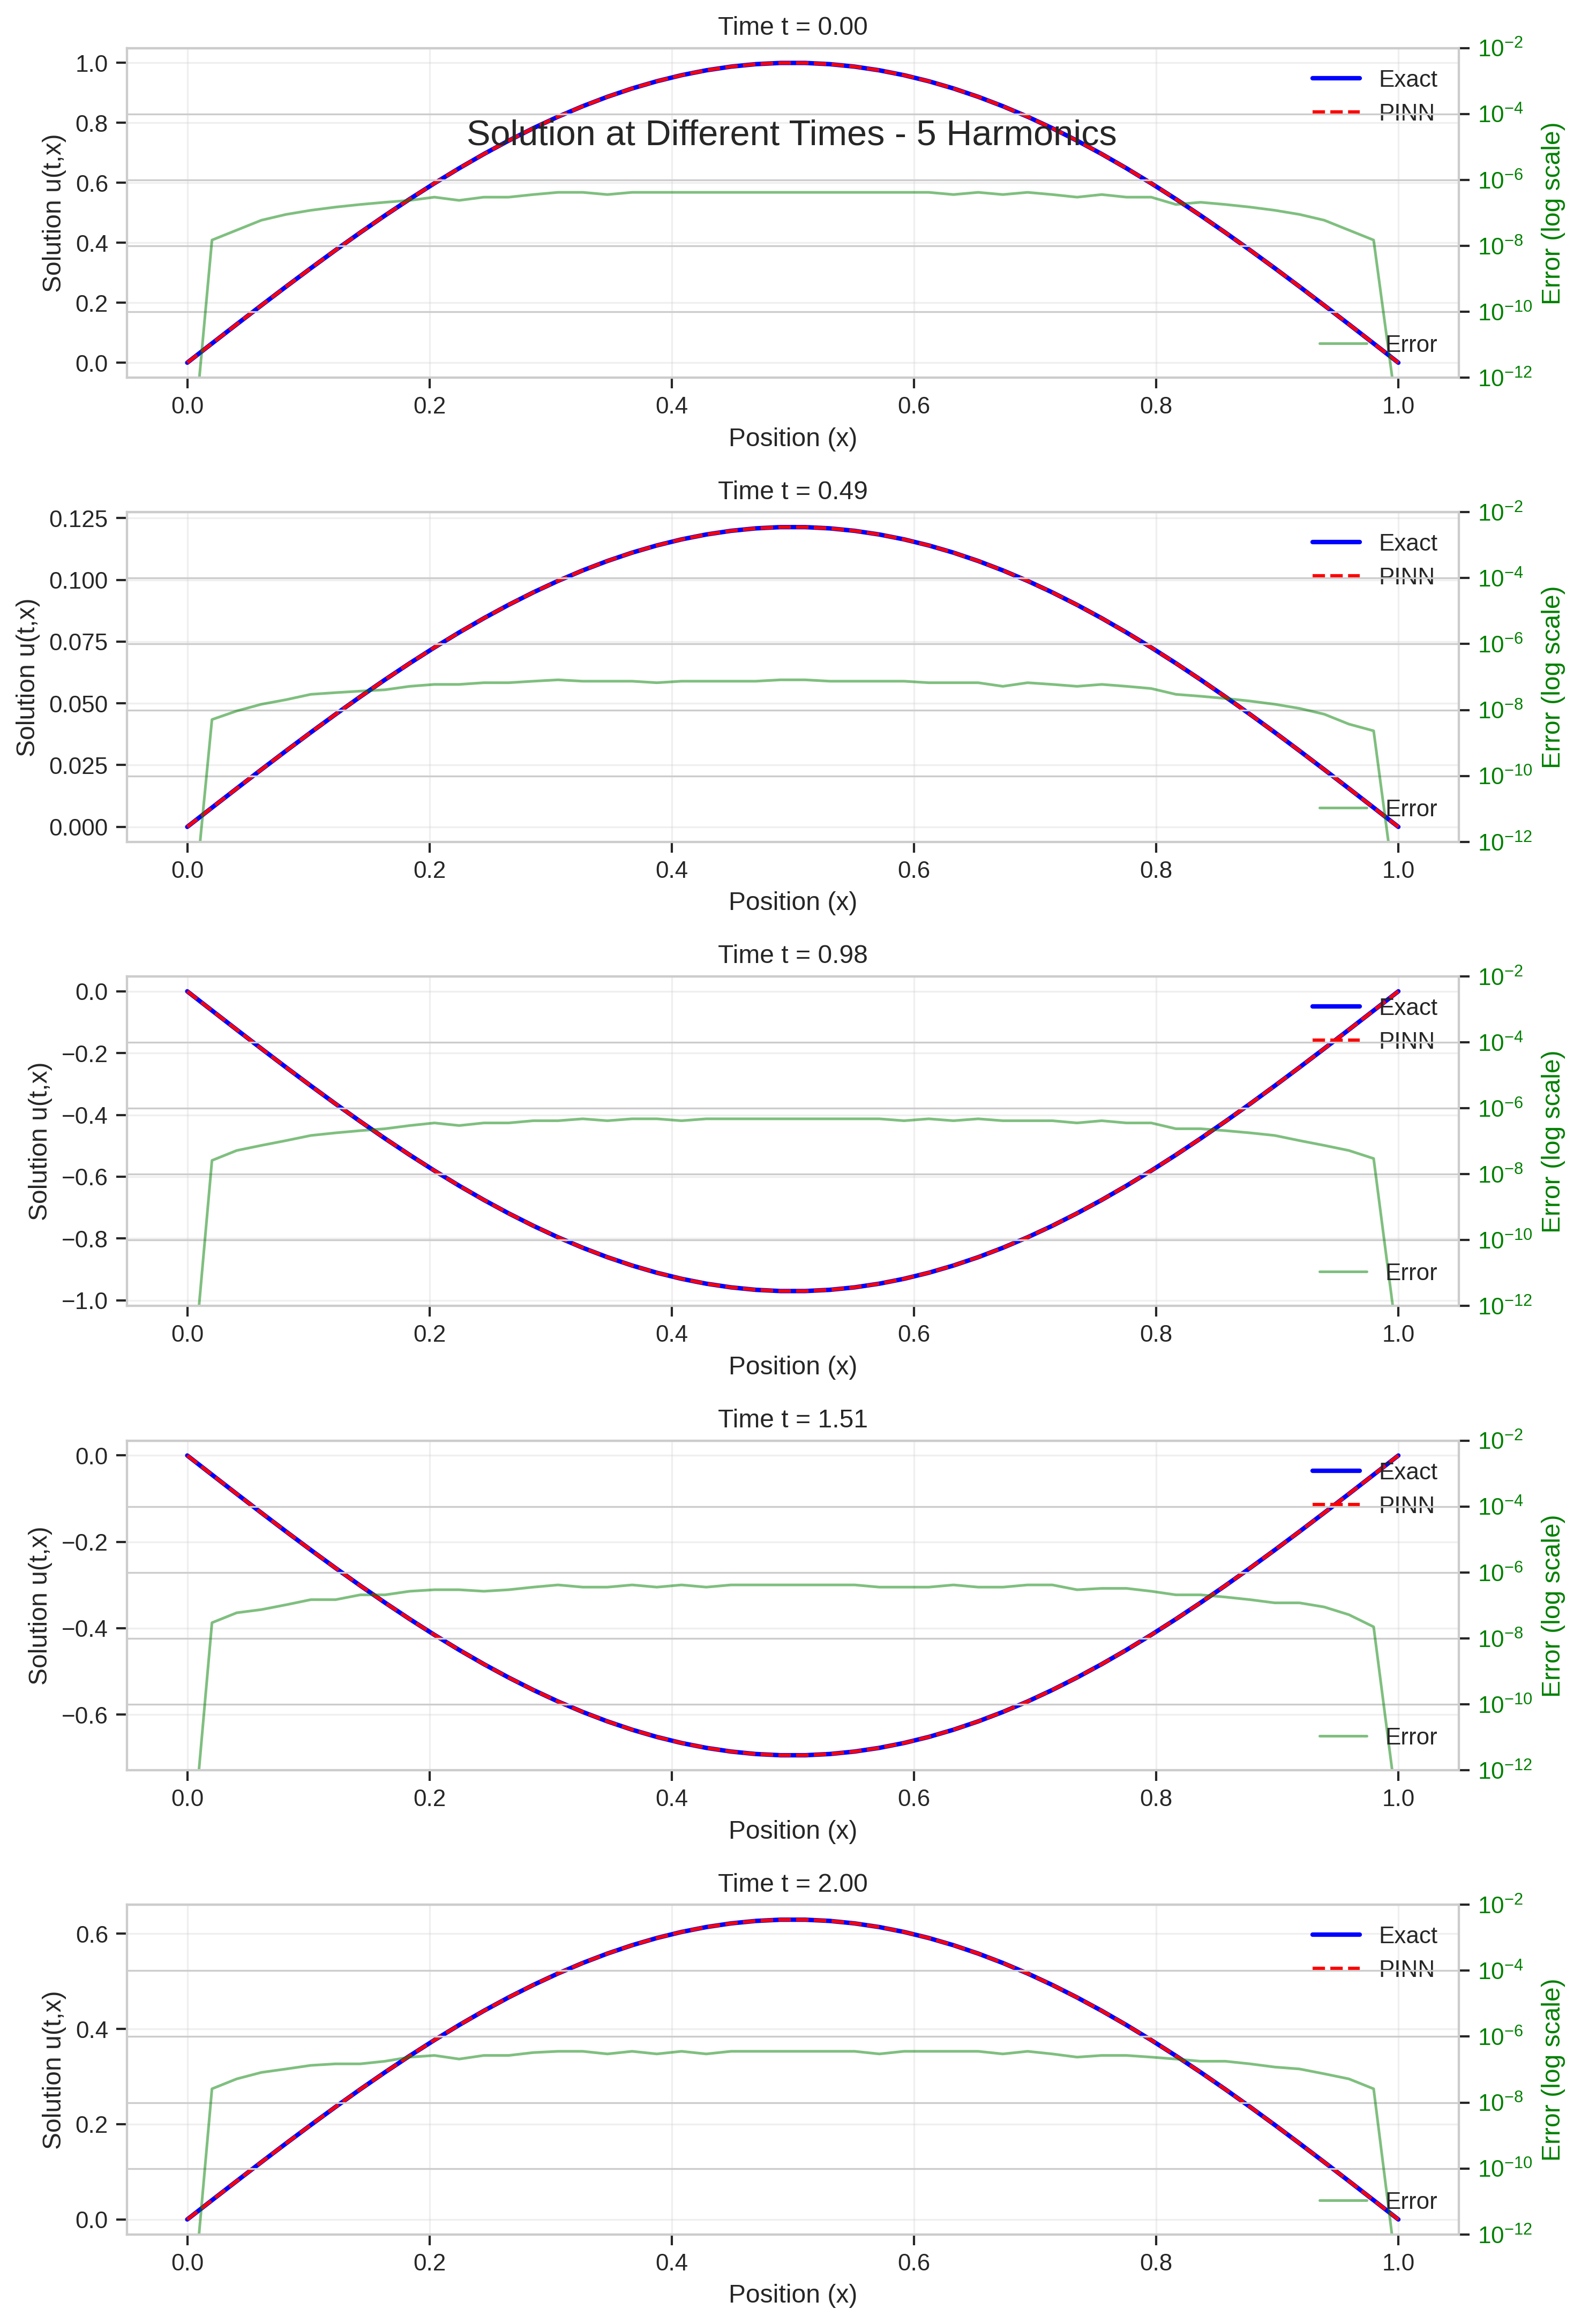 Time t = 0.00
Solution at Different Times - 5 Harmonics
Solution u(t,x)
1.0
0.8
0.6
0.4
0.2
0.0
Exact
PINN
Error
10⁻²
10⁻⁴
10⁻⁶
10⁻⁸
10⁻¹⁰
10⁻¹²
Error (log scale)
0.0 0.2 0.4 0.6 0.8 1.0
Position (x)
Time t = 0.49
Solution u(t,x)
0.125
0.100
0.075
0.050
0.025
0.000
Exact
PINN
Error
10⁻²
10⁻⁴
10⁻⁶
10⁻⁸
10⁻¹⁰
10⁻¹²
Error (log scale)
0.0 0.2 0.4 0.6 0.8 1.0
Position (x)
Time t = 0.98
Solution u(t,x)
0.0
−0.2
−0.4
−0.6
−0.8
−1.0
Exact
PINN
Error
10⁻²
10⁻⁴
10⁻⁶
10⁻⁸
10⁻¹⁰
10⁻¹²
Error (log scale)
0.0 0.2 0.4 0.6 0.8 1.0
Position (x)
Time t = 1.51
Solution u(t,x)
0.0
−0.2
−0.4
−0.6
Exact
PINN
Error
10⁻²
10⁻⁴
10⁻⁶
10⁻⁸
10⁻¹⁰
10⁻¹²
Error (log scale)
0.0 0.2 0.4 0.6 0.8 1.0
Position (x)
Time t = 2.00
Solution u(t,x)
0.6
0.4
0.2
0.0
Exact
PINN
Error
10⁻²
10⁻⁴
10⁻⁶
10⁻⁸
10⁻¹⁰
10⁻¹²
Error (log scale)
0.0 0.2 0.4 0.6 0.8 1.0
Position (x)